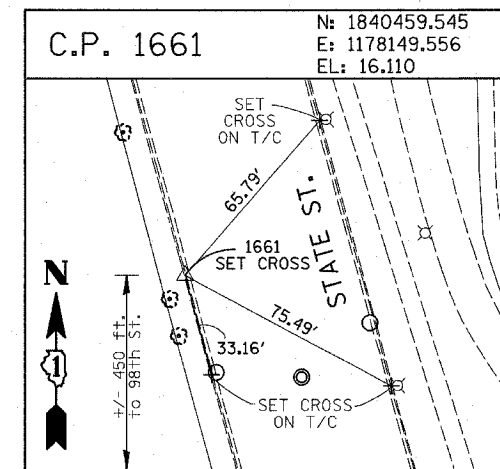 C.P. 1661
N: 1840459.545
E: 1178149.556
EL: 16.110
SET
CROSS
ON T/C
65.79'
STATE ST.
1661
SET CROSS
75.49'
N
1
+/- 450 ft.
to 98th St.
33.16'
SET CROSS
ON T/C